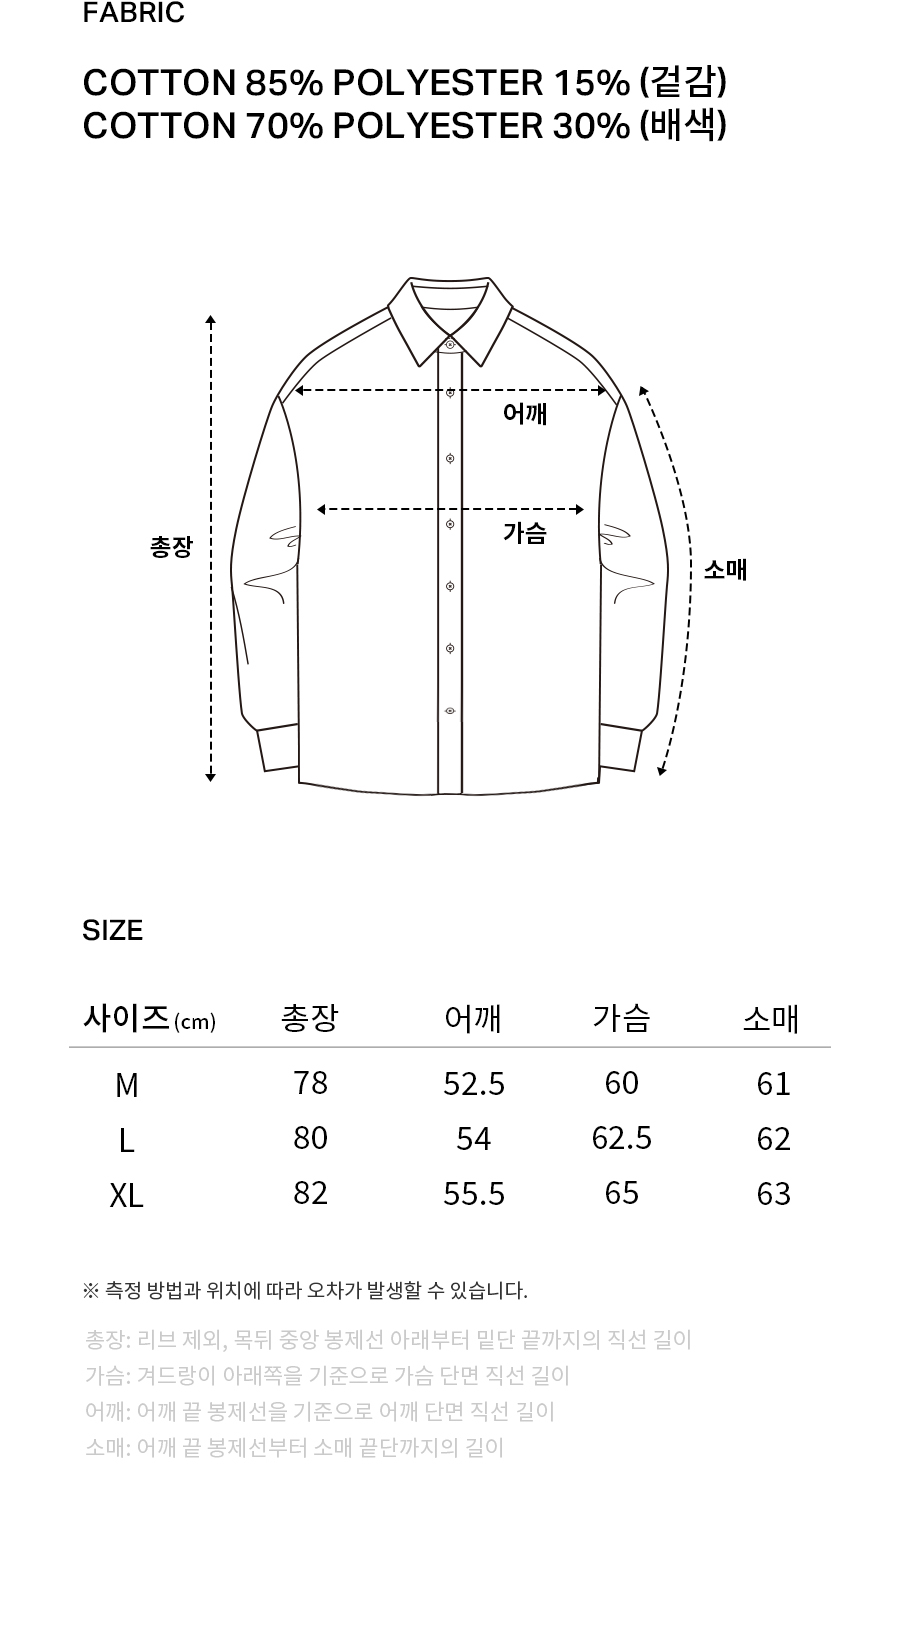 FABRIC
COTTON 85% POLYESTER 15% (겉감)
COTTON 70% POLYESTER 30% (배색)
어깨
가슴
총장
소매
SIZE
사이즈(cm) 총장 어깨 가슴 소매
M 78 52.5 60 61
L 80 54 62.5 62
XL 82 55.5 65 63
※ 측정 방법과 위치에 따라 오차가 발생할 수 있습니다.
총장: 리브 제외, 목뒤 중앙 봉제선 아래부터 밑단 끝까지의 직선 길이
가슴: 겨드랑이 아래쪽을 기준으로 가슴 단면 직선 길이
어깨: 어깨 끝 봉제선을 기준으로 어깨 단면 직선 길이
소매: 어깨 끝 봉제선부터 소매 끝단까지의 길이